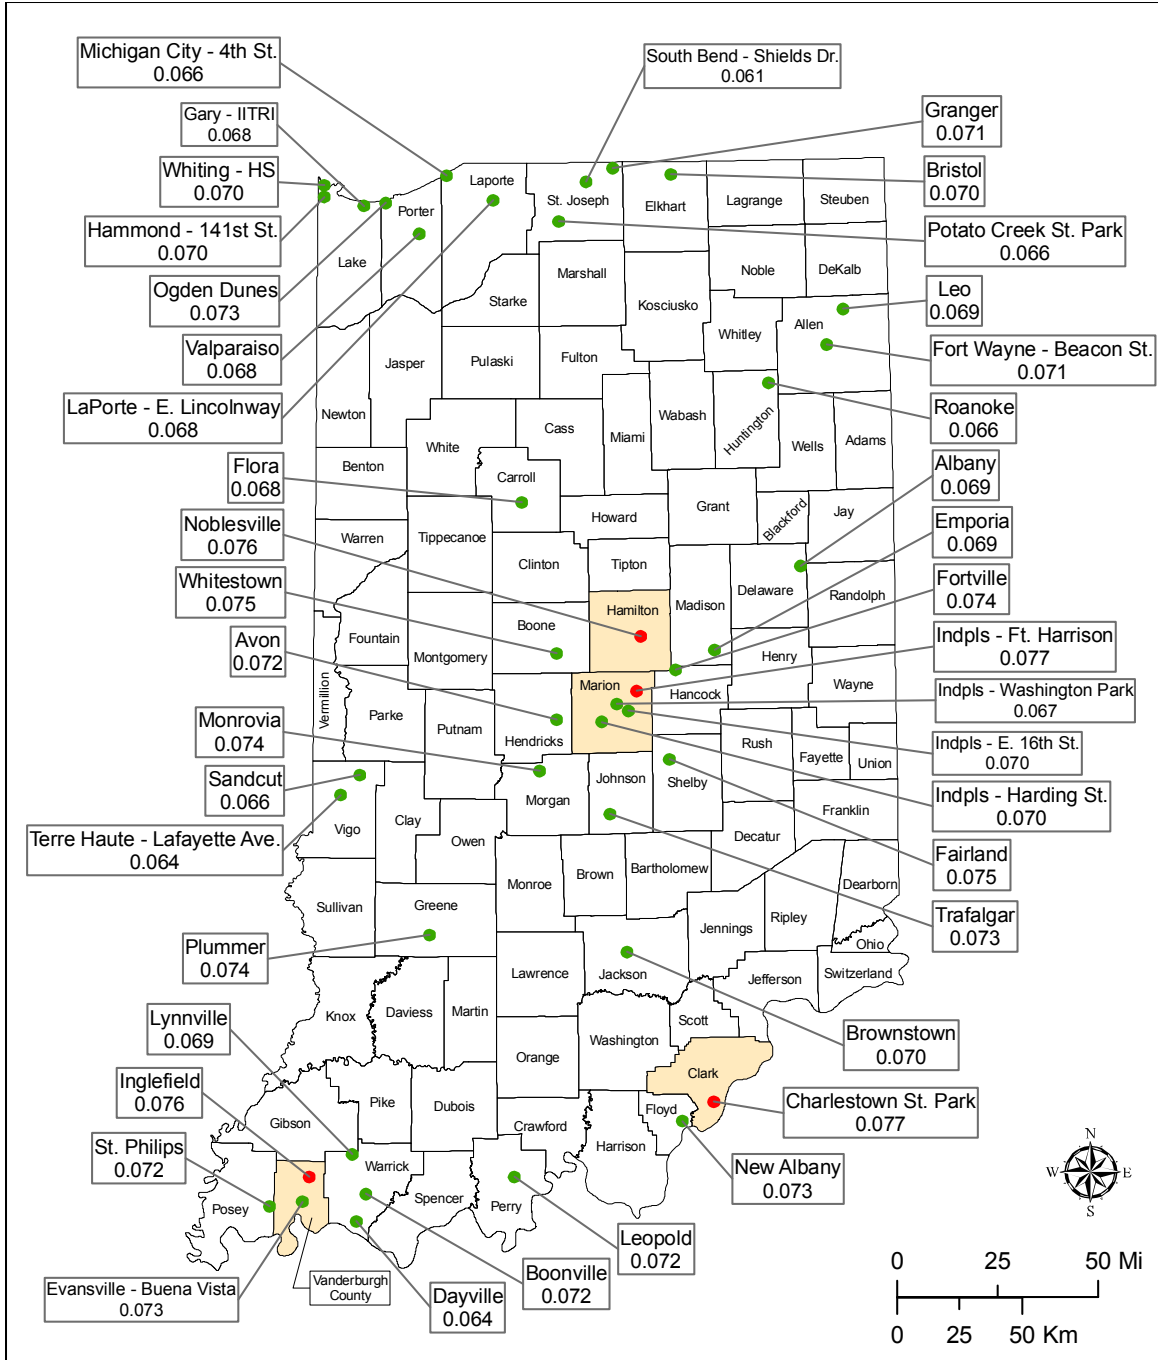 Michigan City - 4th St.
0.066
South Bend - Shields Dr.
0.061
Gary - IITRI
0.068
Granger
0.071
Whiting - HS
0.070
Bristol
0.070
Hammond - 141st St.
0.070
Potato Creek St. Park
0.066
Ogden Dunes
0.073
Leo
0.069
Valparaiso
0.068
Fort Wayne - Beacon St.
0.071
LaPorte - E. Lincolnway
0.068
Roanoke
0.066
Flora
0.068
Albany
0.069
Noblesville
0.076
Emporia
0.069
Whitestown
0.075
Fortville
0.074
Avon
0.072
Indpls - Ft. Harrison
0.077
Indpls - Washington Park
0.067
Monrovia
0.074
Indpls - E. 16th St.
0.070
Sandcut
0.066
Indpls - Harding St.
0.070
Terre Haute - Lafayette Ave.
0.064
Fairland
0.075
Trafalgar
0.073
Plummer
0.074
Lynnville
0.069
Brownstown
0.070
Inglefield
0.076
Charlestown St. Park
0.077
St. Philips
0.072
New Albany
0.073
Leopold
0.072
Boonville
0.072
Evansville - Buena Vista
0.073
Vanderburgh
County
Dayville
0.064
Laporte
St. Joseph
Elkhart
Lagrange
Steuben
Porter
Lake
Marshall
Noble
DeKalb
Starke
Kosciusko
Whitley
Allen
Jasper
Pulaski
Fulton
Newton
White
Cass
Miami
Wabash
Huntington
Wells
Adams
Benton
Carroll
Grant
Blackford
Jay
Howard
Warren
Tippecanoe
Clinton
Tipton
Delaware
Randolph
Hamilton
Madison
Boone
Fountain
Montgomery
Henry
Wayne
Marion
Hancock
Vermillion
Parke
Putnam
Hendricks
Rush
Fayette
Union
Johnson
Shelby
Morgan
Franklin
Vigo
Clay
Owen
Decatur
Monroe
Brown
Bartholomew
Dearborn
Sullivan
Greene
Jennings
Ripley
Ohio
Lawrence
Jackson
Jefferson
Switzerland
Knox
Daviess
Martin
Scott
Washington
Orange
Clark
Pike
Dubois
Gibson
Crawford
Floyd
Harrison
Warrick
Spencer
Perry
Posey
N
W
E
S
0
25
50 Mi
0
25
50 Km